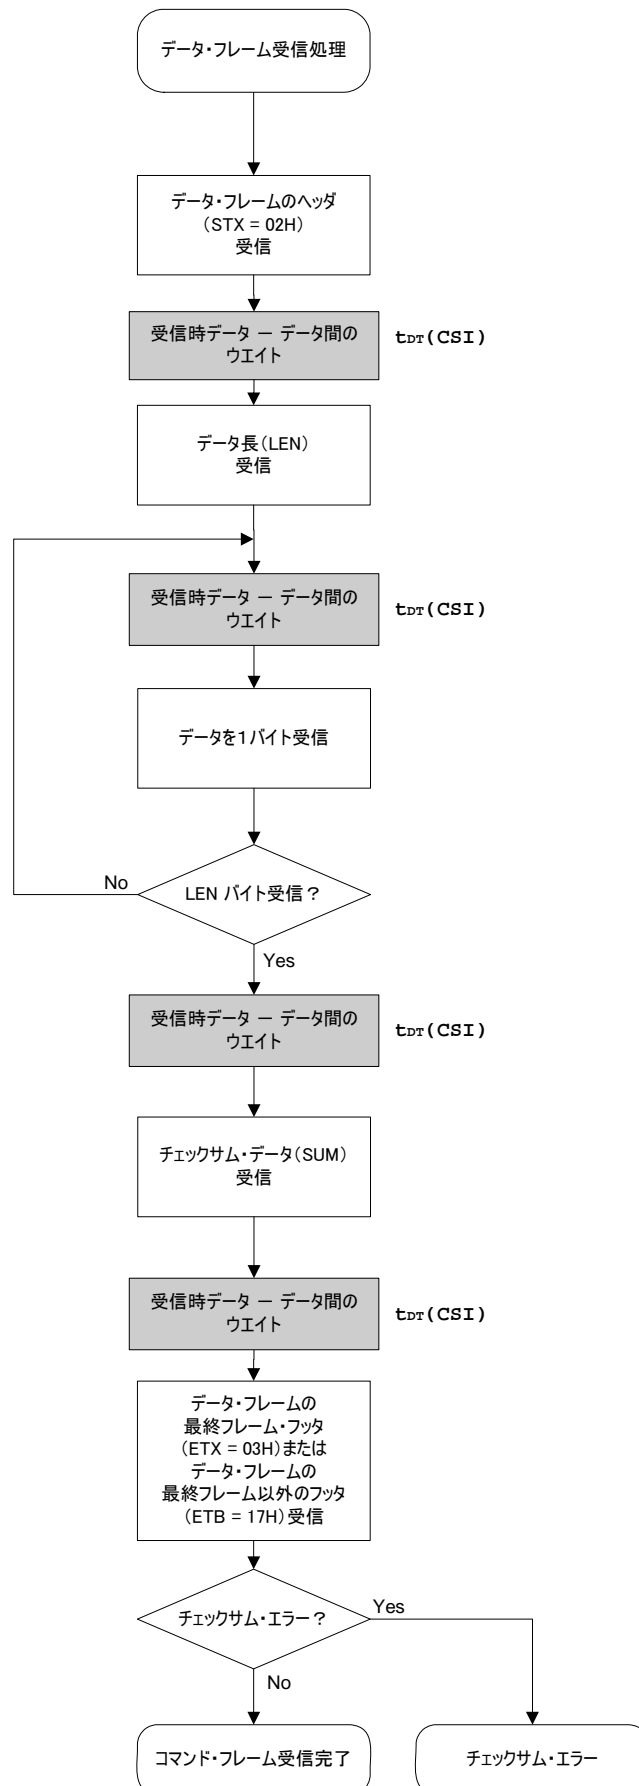 データ・フレーム受信処理
データ・フレームのヘッダ
(STX = 02H)
受信
受信時データ － データ間の
ウエイト
tDT(CSI)
データ長(LEN)
受信
受信時データ － データ間の
ウエイト
tDT(CSI)
データを1バイト受信
LEN バイト受信？
No
Yes
受信時データ － データ間の
ウエイト
tDT(CSI)
チェックサム・データ(SUM)
受信
受信時データ － データ間の
ウエイト
tDT(CSI)
データ・フレームの
最終フレーム・フッタ
(ETX = 03H)または
データ・フレームの
最終フレーム以外のフッタ
(ETB = 17H)受信
チェックサム・エラー？
Yes
No
コマンド・フレーム受信完了
チェックサム・エラー